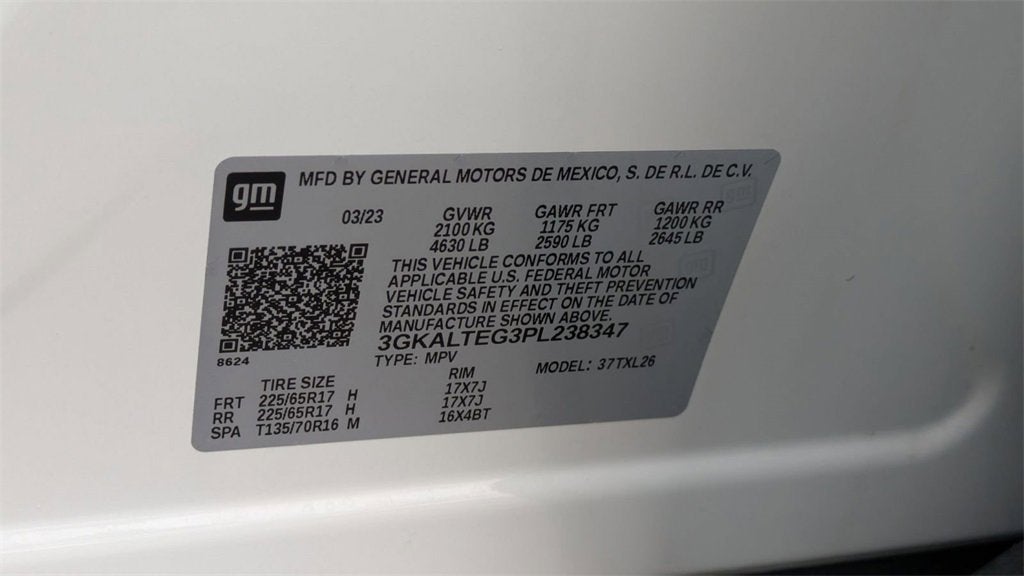 gm MFD BY GENERAL MOTORS DE MEXICO, S. DE R.L. DE C.V.
03/23 GVWR GAWR FRT GAWR RR
2100 KG 1175 KG 1200 KG
4630 LB 2590 LB 2645 LB
THIS VEHICLE CONFORMS TO ALL
APPLICABLE U.S. FEDERAL MOTOR
VEHICLE SAFETY AND THEFT PREVENTION
STANDARDS IN EFFECT ON THE DATE OF
MANUFACTURE SHOWN ABOVE.
3GKALTEG3PL238347
8624
TYPE: MPV MODEL: 37TXL26
TIRE SIZE RIM
FRT 225/65R17 H 17X7J
RR 225/65R17 H 17X7J
SPA T135/70R16 M 16X4BT